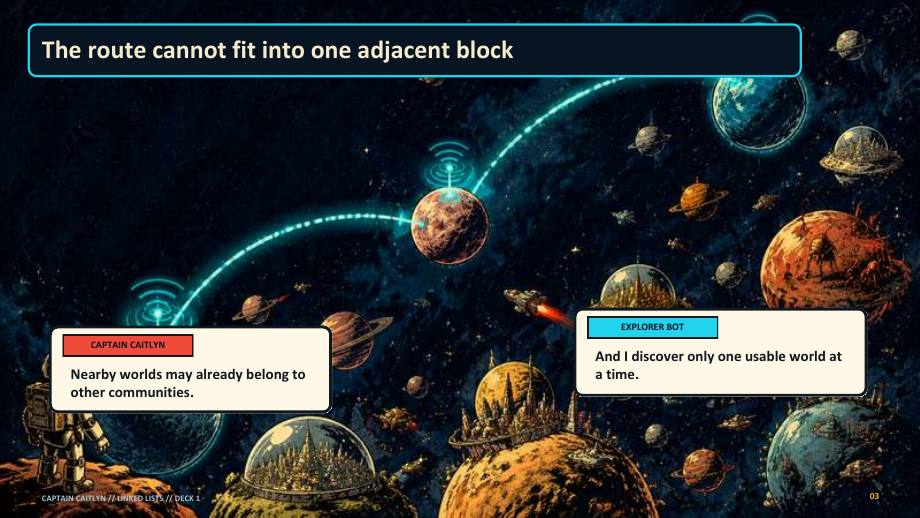 The route cannot fit into one adjacent block
CAPTAIN CAITLYN
Nearby worlds may already belong to
other communities.
EXPLORER BOT
And I discover only one usable world at
a time.
CAPTAIN CAITLYN // LINKED LISTS // DECK 1
03